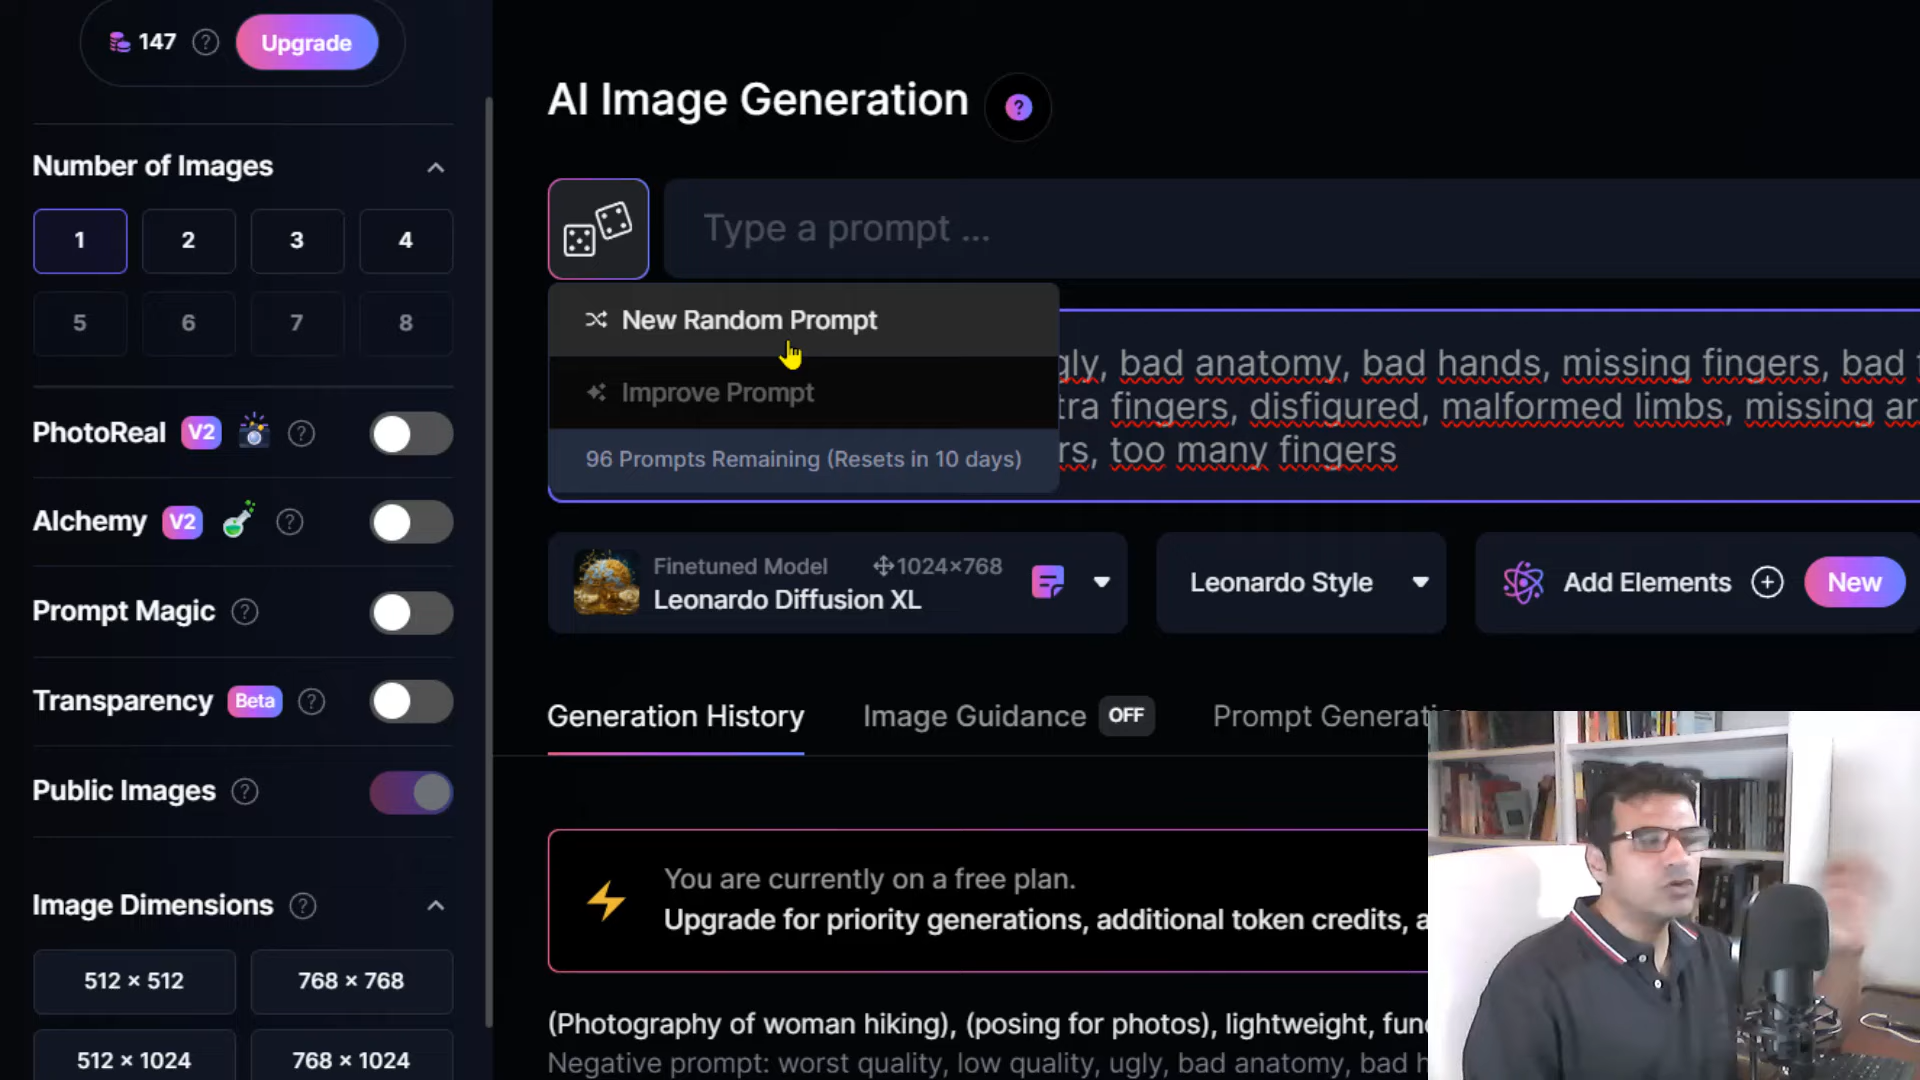 147
Upgrade
Number of Images
1
2
3
4
5
6
7
8
PhotoReal V2
Alchemy V2
Prompt Magic
Transparency Beta
Public Images
Image Dimensions
512 × 512
768 × 768
512 × 1024
768 × 1024
AI Image Generation
Type a prompt ...
New Random Prompt
Improve Prompt
96 Prompts Remaining (Resets in 10 days)
gly, bad anatomy, bad hands, missing fingers, bad
tra fingers, disfigured, malformed limbs, missing ar
rs, too many fingers
Finetuned Model 1024×768
Leonardo Diffusion XL
Leonardo Style
Add Elements
New
Generation History
Image Guidance OFF
Prompt Generati
You are currently on a free plan.
Upgrade for priority generations, additional token credits, a
(Photography of woman hiking), (posing for photos), lightweight, fun
Negative prompt: worst quality, low quality, ugly, bad anatomy, bad h